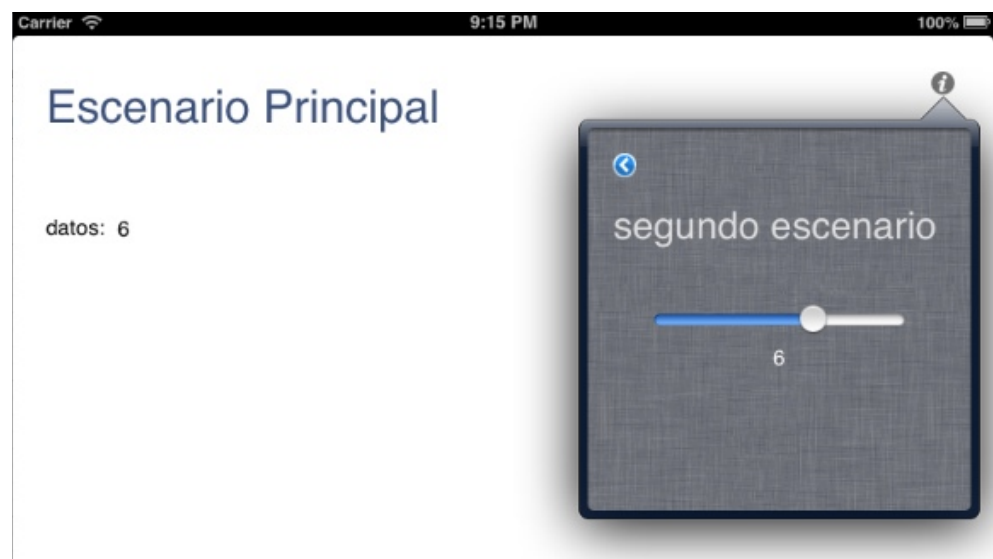 Carrier 9:15 PM 100%
Escenario Principal
datos: 6
segundo escenario
6